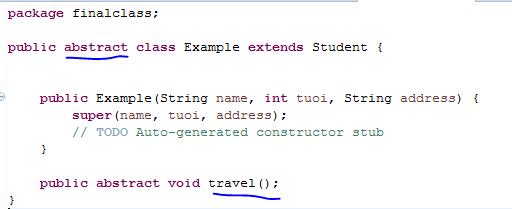 package finalclass;
public abstract class Example extends Student {
public Example(String name, int tuoi, String address) {
super(name, tuoi, address);
// TODO Auto-generated constructor stub
}
public abstract void travel();
}